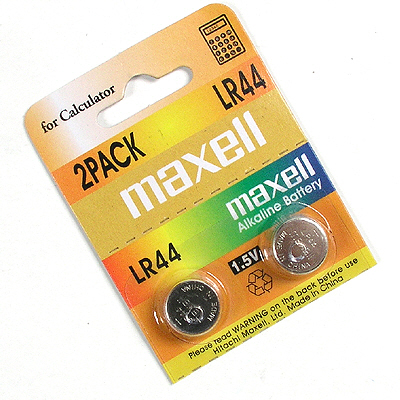 for Calculator
2PACK
LR44
maxell
maxell
Alkaline Battery
LR44
1.5V
Please read WARNING on the back before use
Hitachi Maxell, Ltd. Made in China